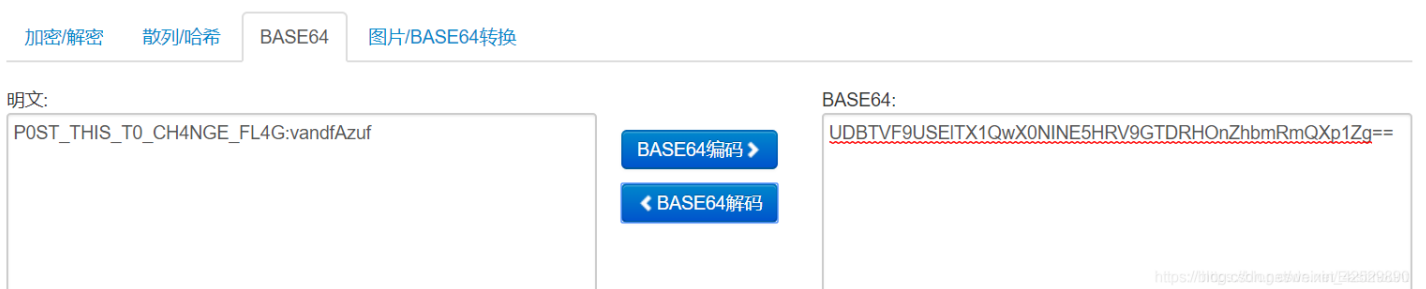 加密/解密 散列/哈希 BASE64 图片/BASE64转换
明文: BASE64:
P0ST_THIS_T0_CH4NGE_FL4G:vandfAzuf
BASE64编码
UDBTVF9USElTX1QwX0NINE5HRV9GTDRHOnZhbmRmQXp1Zg==
BASE64解码